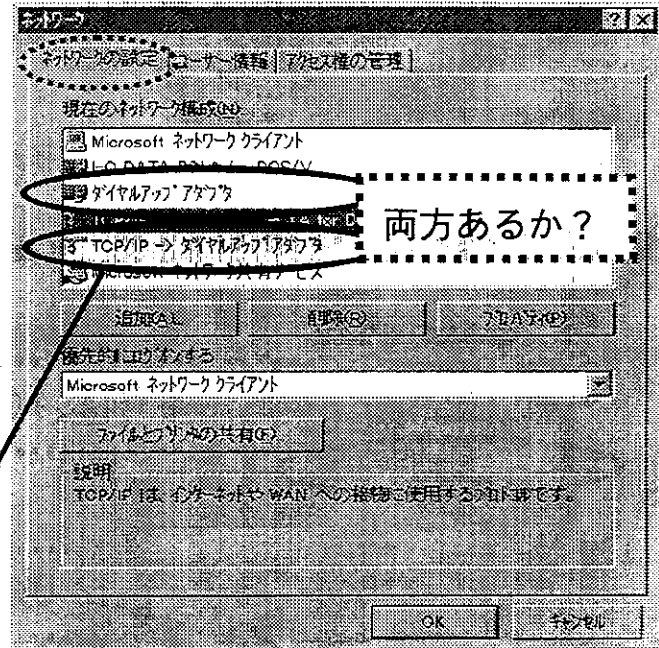 ネットワーク
ネットワークの設定 ユーザー情報 アクセス権の管理
現在のネットワーク構成(N)
Microsoft ネットワーク クライアント
ダイヤルアップ アダプタ
両方あるか?
TCP/IP -> ダイヤルアップ アダプタ
追加(A)... 削除(R) プロパティ(P)
優先的にログオンする
Microsoft ネットワーク クライアント
ファイルとプリンタの共有(F)
説明
TCP/IP は、インターネットや WAN への接続に使用するプロトコルです。
OK キャンセル